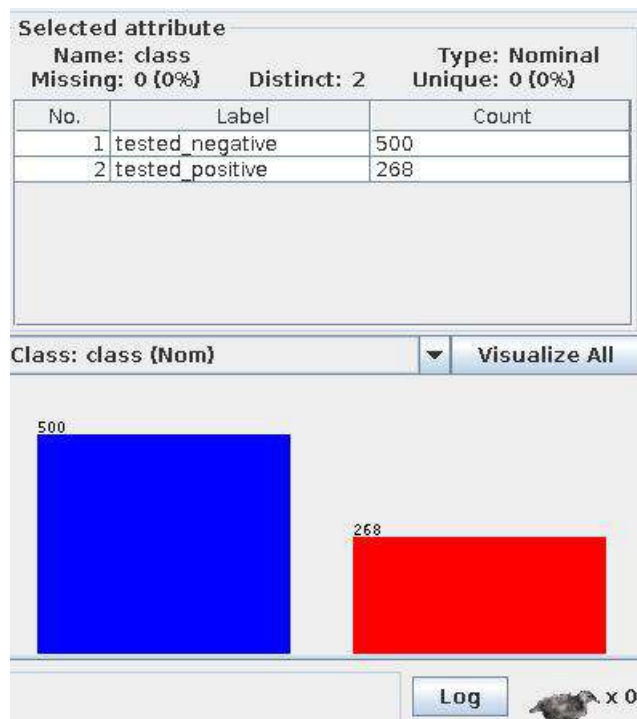 Selected attribute
Name: class Type: Nominal
Missing: 0 (0%) Distinct: 2 Unique: 0 (0%)
No. Label Count
1 tested_negative 500
2 tested_positive 268
Class: class (Nom) Visualize All
500
268
Log x 0